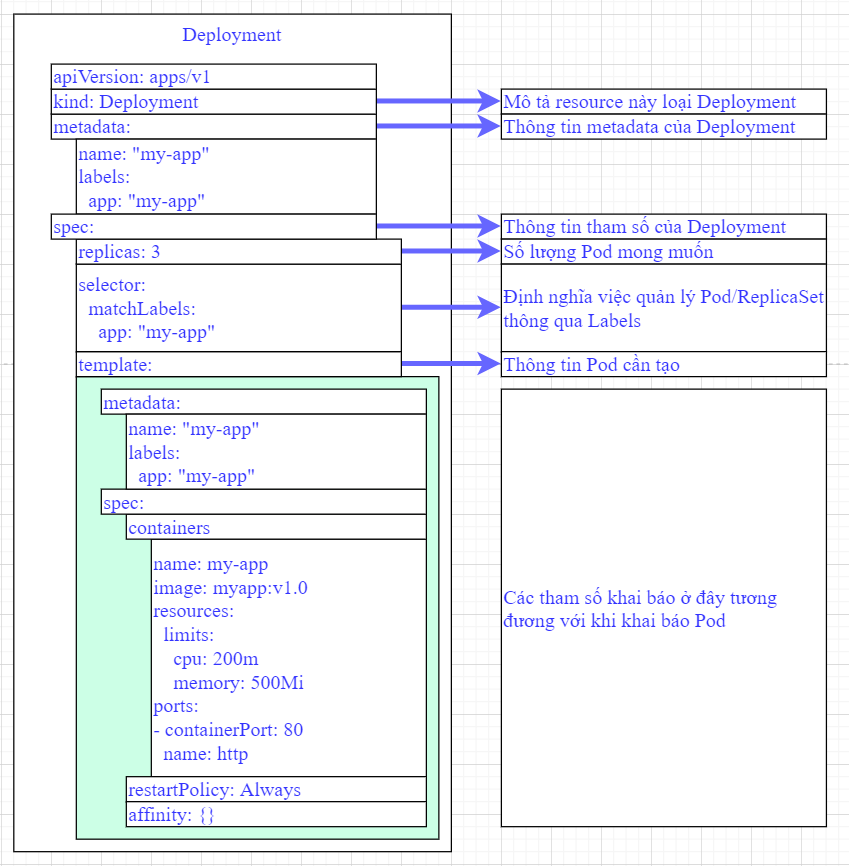 Deployment
apiVersion: apps/v1
kind: Deployment
Mô tả resource này loại Deployment
metadata:
Thông tin metadata của Deployment
name: "my-app"
labels:
app: "my-app"
spec:
Thông tin tham số của Deployment
replicas: 3
Số lượng Pod mong muốn
selector:
matchLabels:
app: "my-app"
Định nghĩa việc quản lý Pod/ReplicaSet
thông qua Labels
template:
Thông tin Pod cần tạo
metadata:
name: "my-app"
labels:
app: "my-app"
spec:
containers
name: my-app
image: myapp:v1.0
resources:
limits:
cpu: 200m
memory: 500Mi
ports:
- containerPort: 80
name: http
restartPolicy: Always
affinity: {}
Các tham số khai báo ở đây tương
đương với khi khai báo Pod